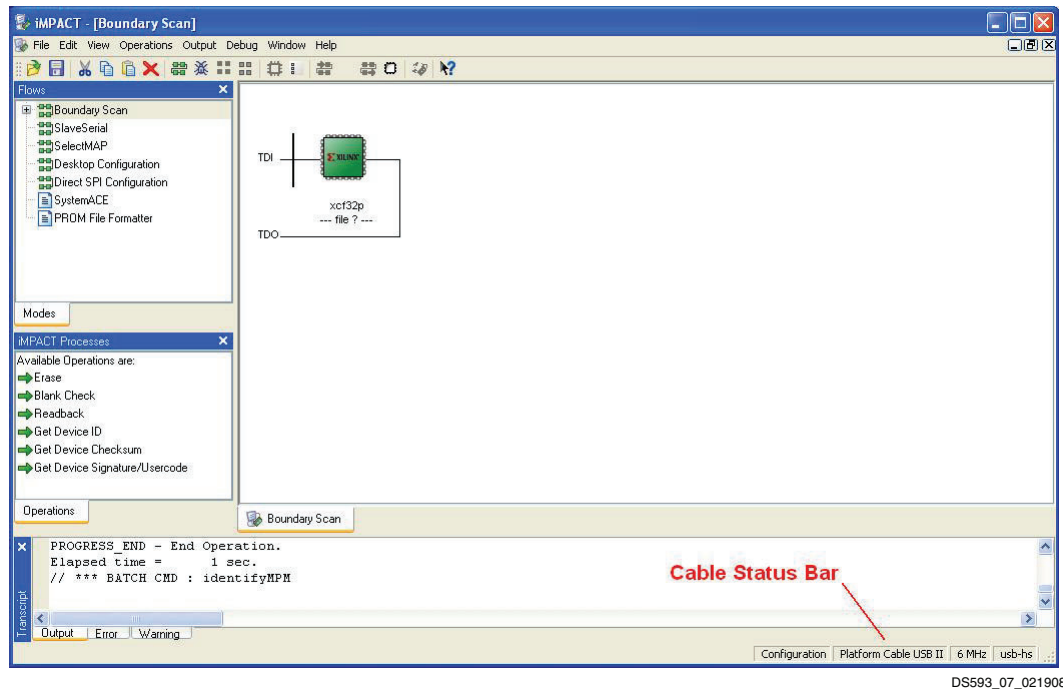 iMPACT - [Boundary Scan]
File Edit View Operations Output Debug Window Help
Flows
Boundary Scan
SlaveSerial
SelectMAP
Desktop Configuration
Direct SPI Configuration
SystemACE
PROM File Formatter
Modes
iMPACT Processes
Available Operations are:
Erase
Blank Check
Readback
Get Device ID
Get Device Checksum
Get Device Signature/Usercode
Operations
TDI
XILINX
xcf32p
--- file ? ---
TDO
Boundary Scan
PROGRESS_END - End Operation.
Elapsed time = 1 sec.
// *** BATCH CMD : identifyMPM
Cable Status Bar
Transcript
Output Error Warning
Configuration Platform Cable USB II 6 MHz usb-hs
DS593_07_021908